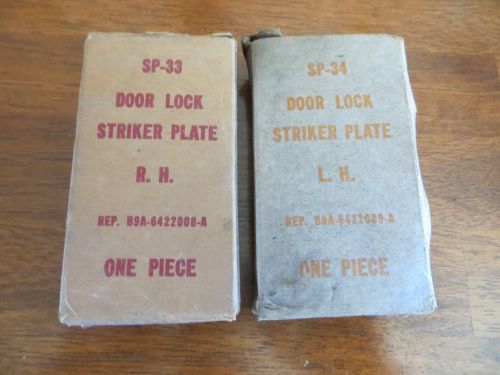 SP-33
DOOR LOCK
STRIKER PLATE
R. H.
REP. B9A-6422008-A
ONE PIECE
SP-34
DOOR LOCK
STRIKER PLATE
L. H.
REP. B9A-6422009-A
ONE PIECE